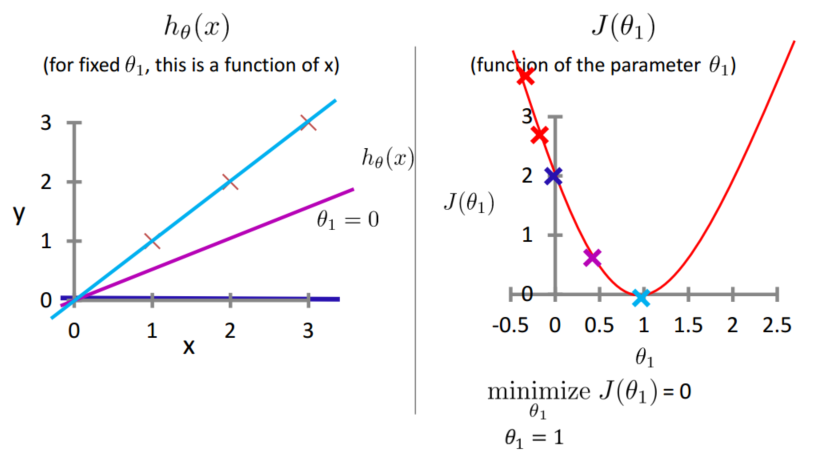 hθ(x)
(for fixed θ₁, this is a function of x)
3
2
1
0
y
0 1 2 3
x
hθ(x)
θ₁ = 0
J(θ₁)
(function of the parameter θ₁)
3
2
1
0
J(θ₁)
-0.5 0 0.5 1 1.5 2 2.5
θ₁
minimize J(θ₁) = 0
θ₁
θ₁ = 1